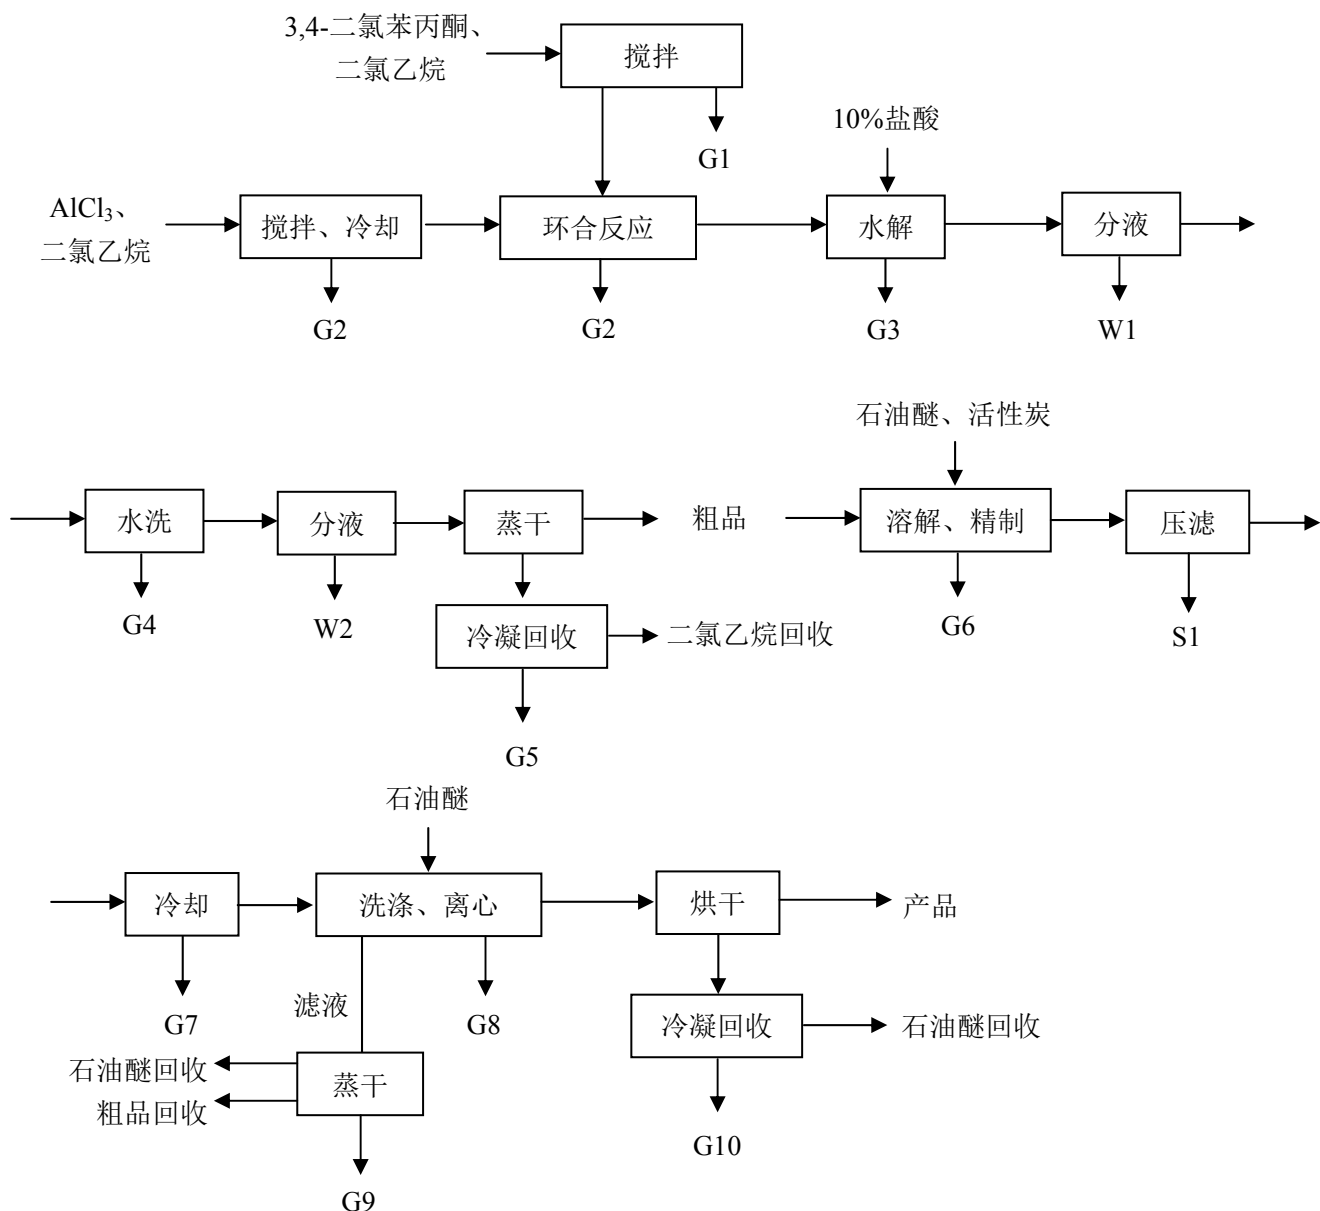 3,4-二氯苯丙酮、
二氯乙烷
搅拌
10%盐酸
G1
AlCl₃、
二氯乙烷
搅拌、冷却
环合反应
水解
分液
G2
G2
G3
W1
石油醚、活性炭
水洗
分液
蒸干
粗品
溶解、精制
压滤
G4
W2
冷凝回收
二氯乙烷回收
G6
S1
G5
石油醚
冷却
洗涤、离心
烘干
产品
G7
滤液
G8
冷凝回收
石油醚回收
石油醚回收
粗品回收
蒸干
G10
G9